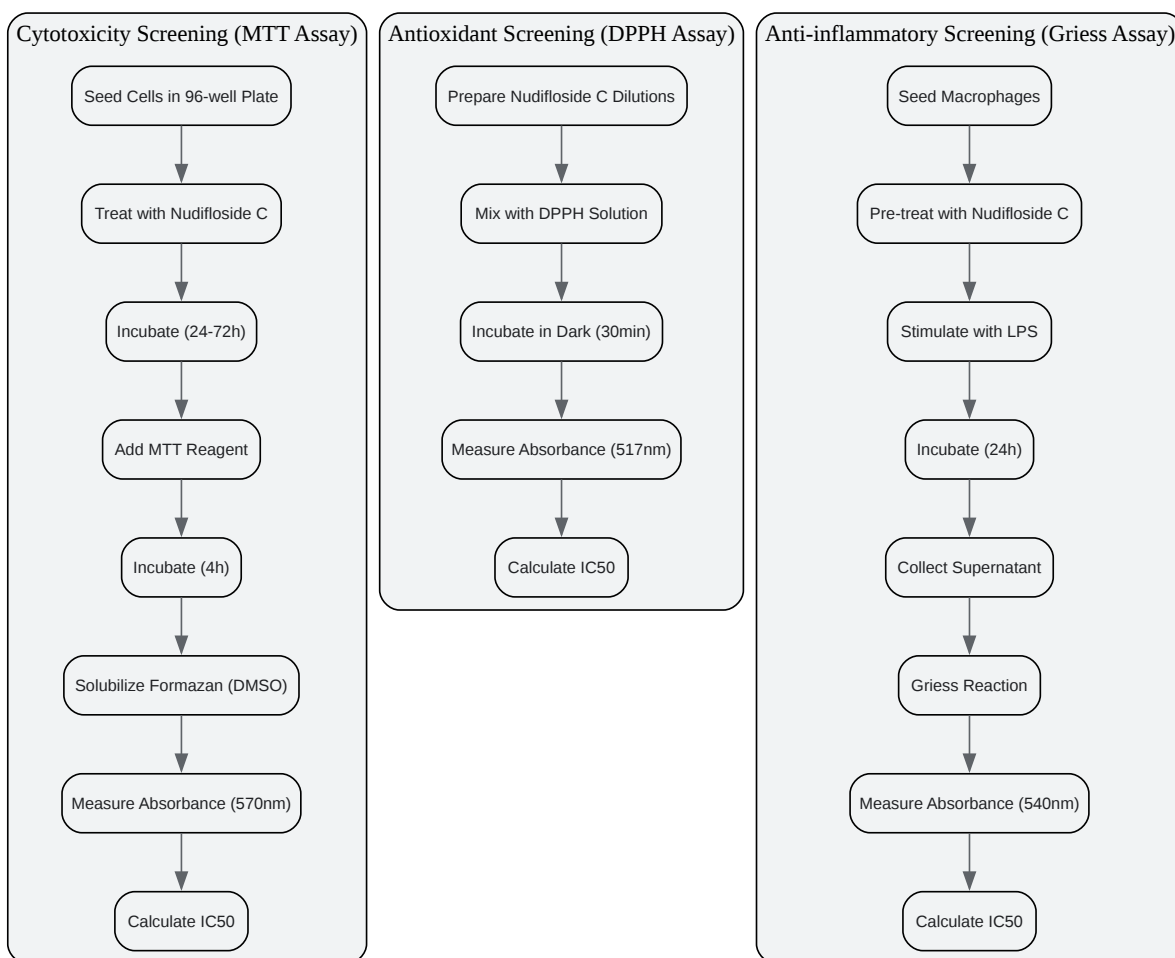 Cytotoxicity Screening (MTT Assay)
Seed Cells in 96-well Plate
Treat with Nudifloside C
Incubate (24-72h)
Add MTT Reagent
Incubate (4h)
Solubilize Formazan (DMSO)
Measure Absorbance (570nm)
Calculate IC50
Antioxidant Screening (DPPH Assay)
Prepare Nudifloside C Dilutions
Mix with DPPH Solution
Incubate in Dark (30min)
Measure Absorbance (517nm)
Calculate IC50
Anti-inflammatory Screening (Griess Assay)
Seed Macrophages
Pre-treat with Nudifloside C
Stimulate with LPS
Incubate (24h)
Collect Supernatant
Griess Reaction
Measure Absorbance (540nm)
Calculate IC50